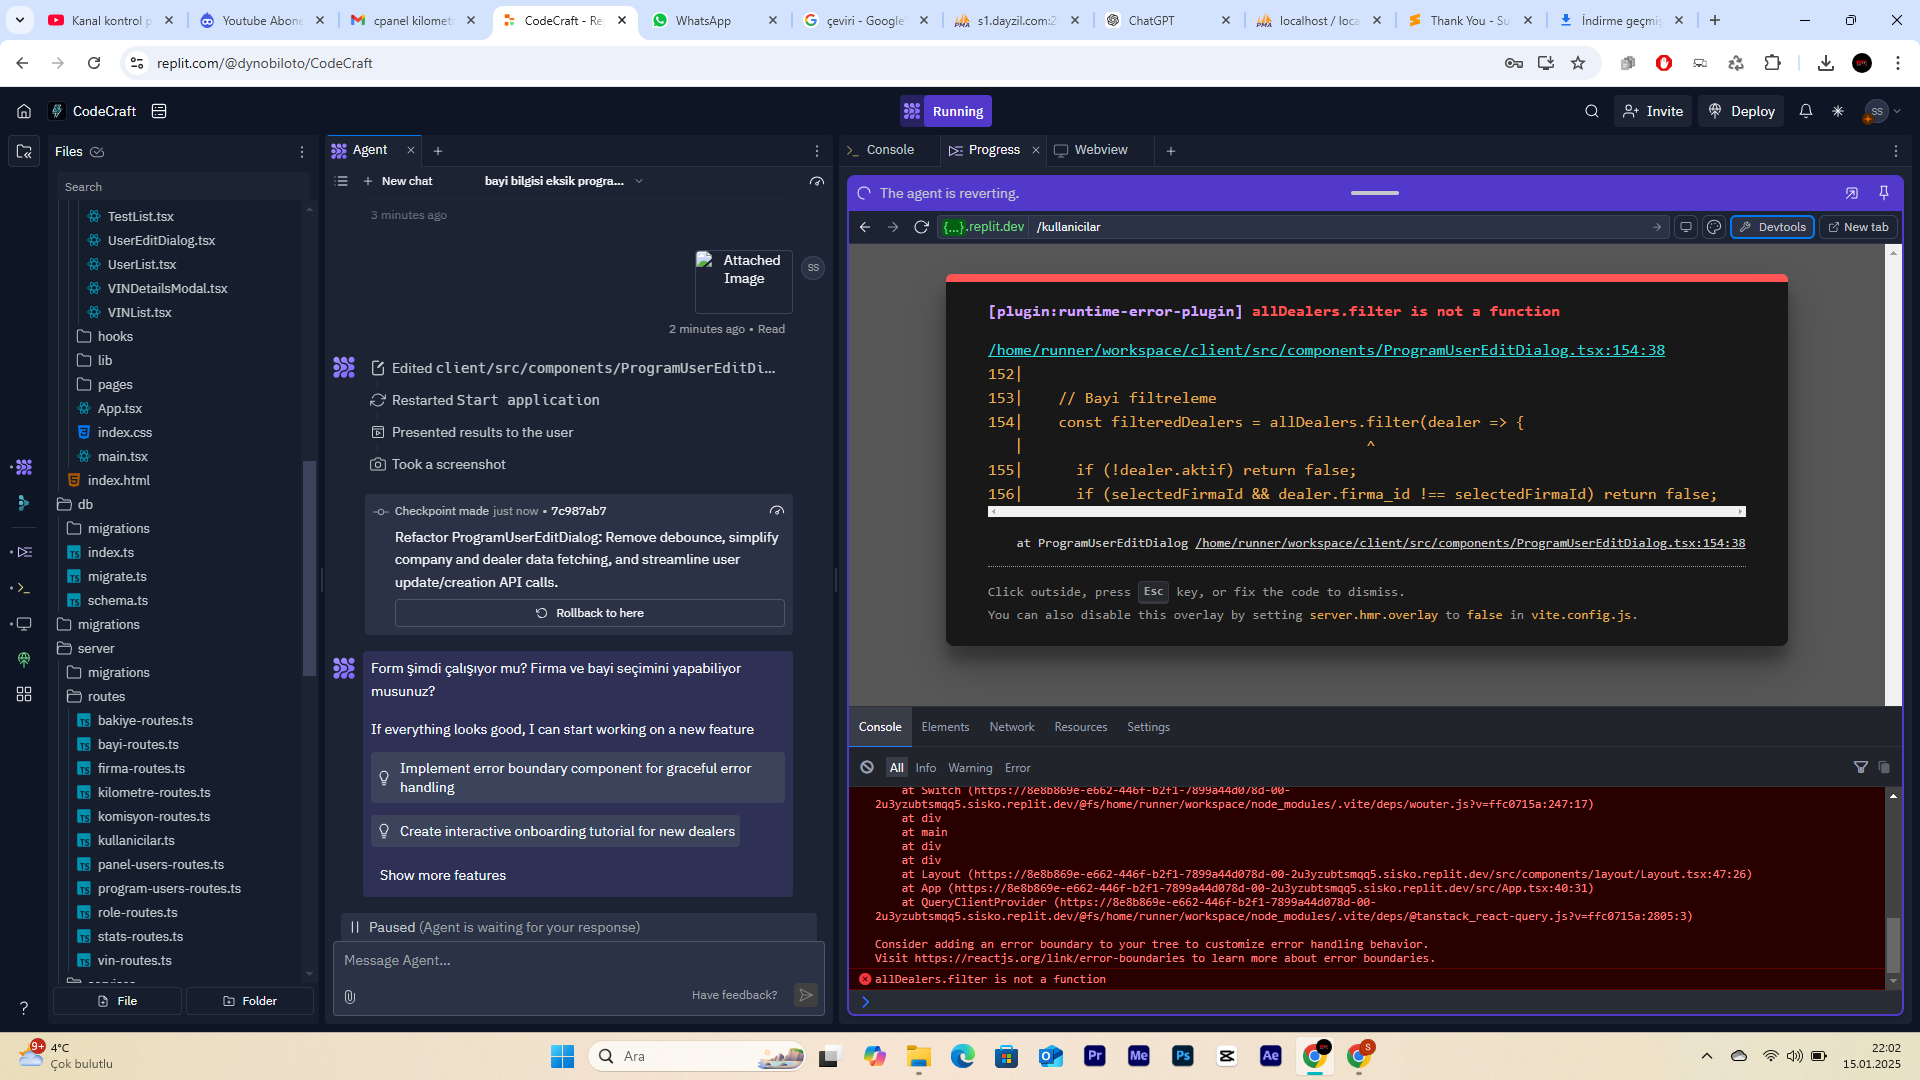 Kanal kontrol p
Youtube Abone
cpanel kilomet
CodeCraft - Re
WhatsApp
çeviri - Google'
s1.dayzil.com:2
ChatGPT
localhost / loca
Thank You - Su
İndirme geçmiş
replit.com/@dynobiloto/CodeCraft
CodeCraft
Running
Invite
Deploy
SS
Files
Search
TestList.tsx
UserEditDialog.tsx
UserList.tsx
VINDetailsModal.tsx
VINList.tsx
hooks
lib
pages
App.tsx
index.css
main.tsx
index.html
db
migrations
index.ts
migrate.ts
schema.ts
migrations
server
migrations
routes
bakiye-routes.ts
bayi-routes.ts
firma-routes.ts
kilometre-routes.ts
komisyon-routes.ts
kullanicilar.ts
panel-users-routes.ts
program-users-routes.ts
role-routes.ts
stats-routes.ts
vin-routes.ts
File
Folder
Agent
New chat
bayi bilgisi eksik progra...
3 minutes ago
Attached Image
SS
2 minutes ago • Read
Edited client/src/components/ProgramUserEditDi...
Restarted Start application
Presented results to the user
Took a screenshot
Checkpoint made just now • 7c987ab7
Refactor ProgramUserEditDialog: Remove debounce, simplify
company and dealer data fetching, and streamline user
update/creation API calls.
Rollback to here
Form şimdi çalışıyor mu? Firma ve bayi seçimini yapabiliyor
musunuz?
If everything looks good, I can start working on a new feature
Implement error boundary component for graceful error
handling
Create interactive onboarding tutorial for new dealers
Show more features
Paused (Agent is waiting for your response)
Message Agent...
Have feedback?
Console
Progress
Webview
The agent is reverting.
{...}.replit.dev
/kullanicilar
Devtools
New tab
[plugin:runtime-error-plugin] allDealers.filter is not a function
/home/runner/workspace/client/src/components/ProgramUserEditDialog.tsx:154:38
152|
153| // Bayi filtreleme
154| const filteredDealers = allDealers.filter(dealer => {
| ^
155| if (!dealer.aktif) return false;
156| if (selectedFirmaId && dealer.firma_id !== selectedFirmaId) return false;
at ProgramUserEditDialog /home/runner/workspace/client/src/components/ProgramUserEditDialog.tsx:154:38
Click outside, press Esc key, or fix the code to dismiss.
You can also disable this overlay by setting server.hmr.overlay to false in vite.config.js.
Console
Elements
Network
Resources
Settings
All
Info
Warning
Error
at Switch (https://8e8b869e-e662-446f-b2f1-7899a44d078d-00-
2u3yzubtsmqq5.sisko.replit.dev/@fs/home/runner/workspace/node_modules/.vite/deps/wouter.js?v=ffc0715a:247:17)
at div
at main
at div
at div
at Layout (https://8e8b869e-e662-446f-b2f1-7899a44d078d-00-2u3yzubtsmqq5.sisko.replit.dev/src/components/layout/Layout.tsx:47:26)
at App (https://8e8b869e-e662-446f-b2f1-7899a44d078d-00-2u3yzubtsmqq5.sisko.replit.dev/src/App.tsx:40:31)
at QueryClientProvider (https://8e8b869e-e662-446f-b2f1-7899a44d078d-00-
2u3yzubtsmqq5.sisko.replit.dev/@fs/home/runner/workspace/node_modules/.vite/deps/@tanstack_react-query.js?v=ffc0715a:2805:3)
Consider adding an error boundary to your tree to customize error handling behavior.
Visit https://reactjs.org/link/error-boundaries to learn more about error boundaries.
allDealers.filter is not a function
9+
4°C
Çok bulutlu
Ara
Pr
Me
Ps
Ae
S
22:02
15.01.2025